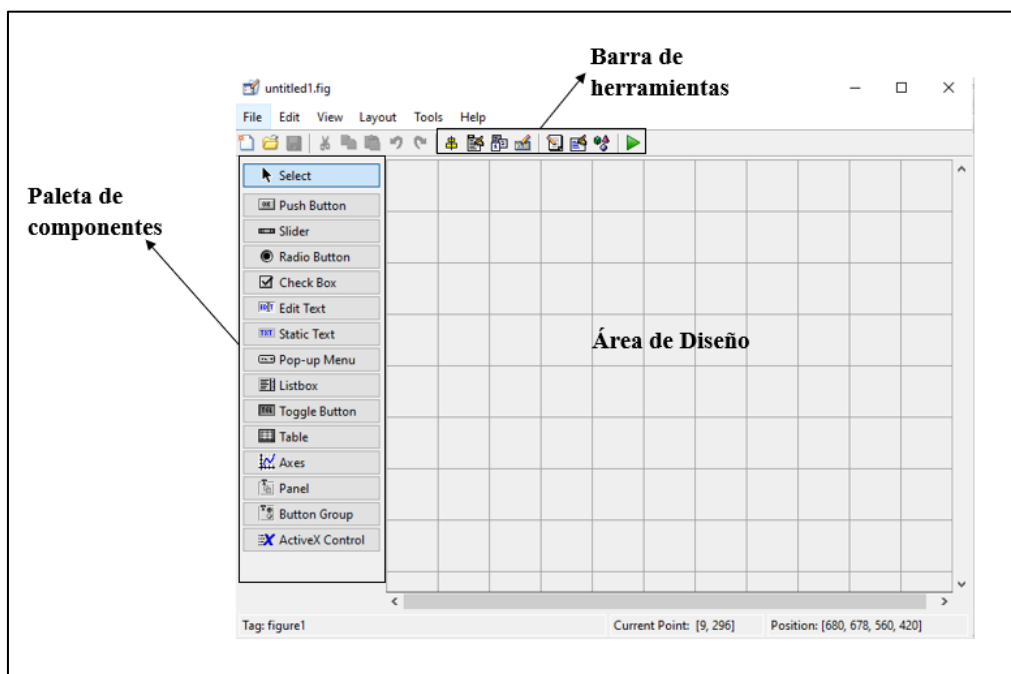 Barra de
herramientas
untitled1.fig
File Edit View Layout Tools Help
Paleta de
componentes
Select
Push Button
Slider
Radio Button
Check Box
Edit Text
Static Text
Pop-up Menu
Listbox
Toggle Button
Table
Axes
Panel
Button Group
ActiveX Control
Área de Diseño
Tag: figure1 Current Point: [9, 296] Position: [680, 678, 560, 420]